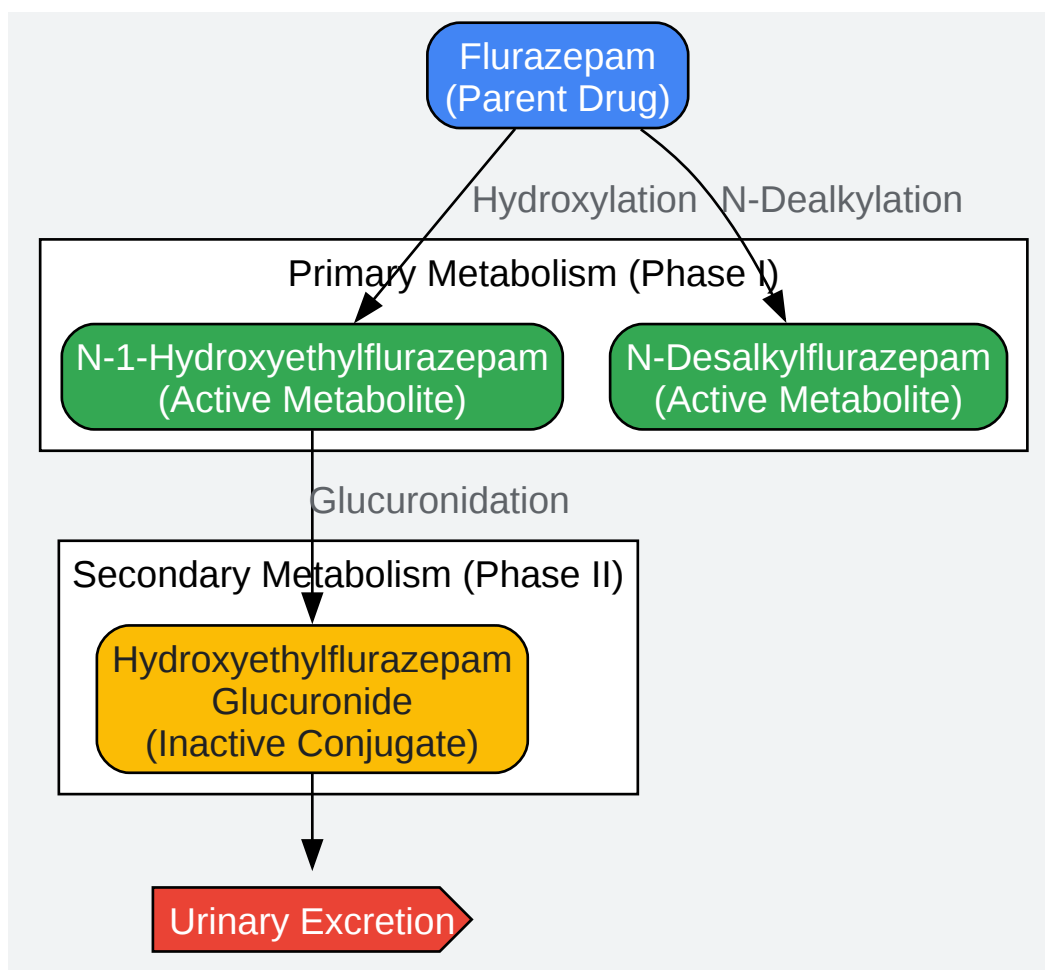 Flurazepam
(Parent Drug)
Hydroxylation
N-Dealkylation
Primary Metabolism (Phase I)
N-1-Hydroxyethylflurazepam
(Active Metabolite)
N-Desalkylflurazepam
(Active Metabolite)
Glucuronidation
Secondary Metabolism (Phase II)
Hydroxyethylflurazepam
Glucuronide
(Inactive Conjugate)
Urinary Excretion